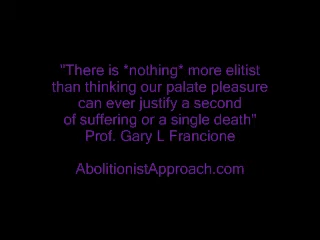 "There is *nothing* more elitist
than thinking our palate pleasure
can ever justify a second
of suffering or a single death"
Prof. Gary L Francione
AbolitionistApproach.com